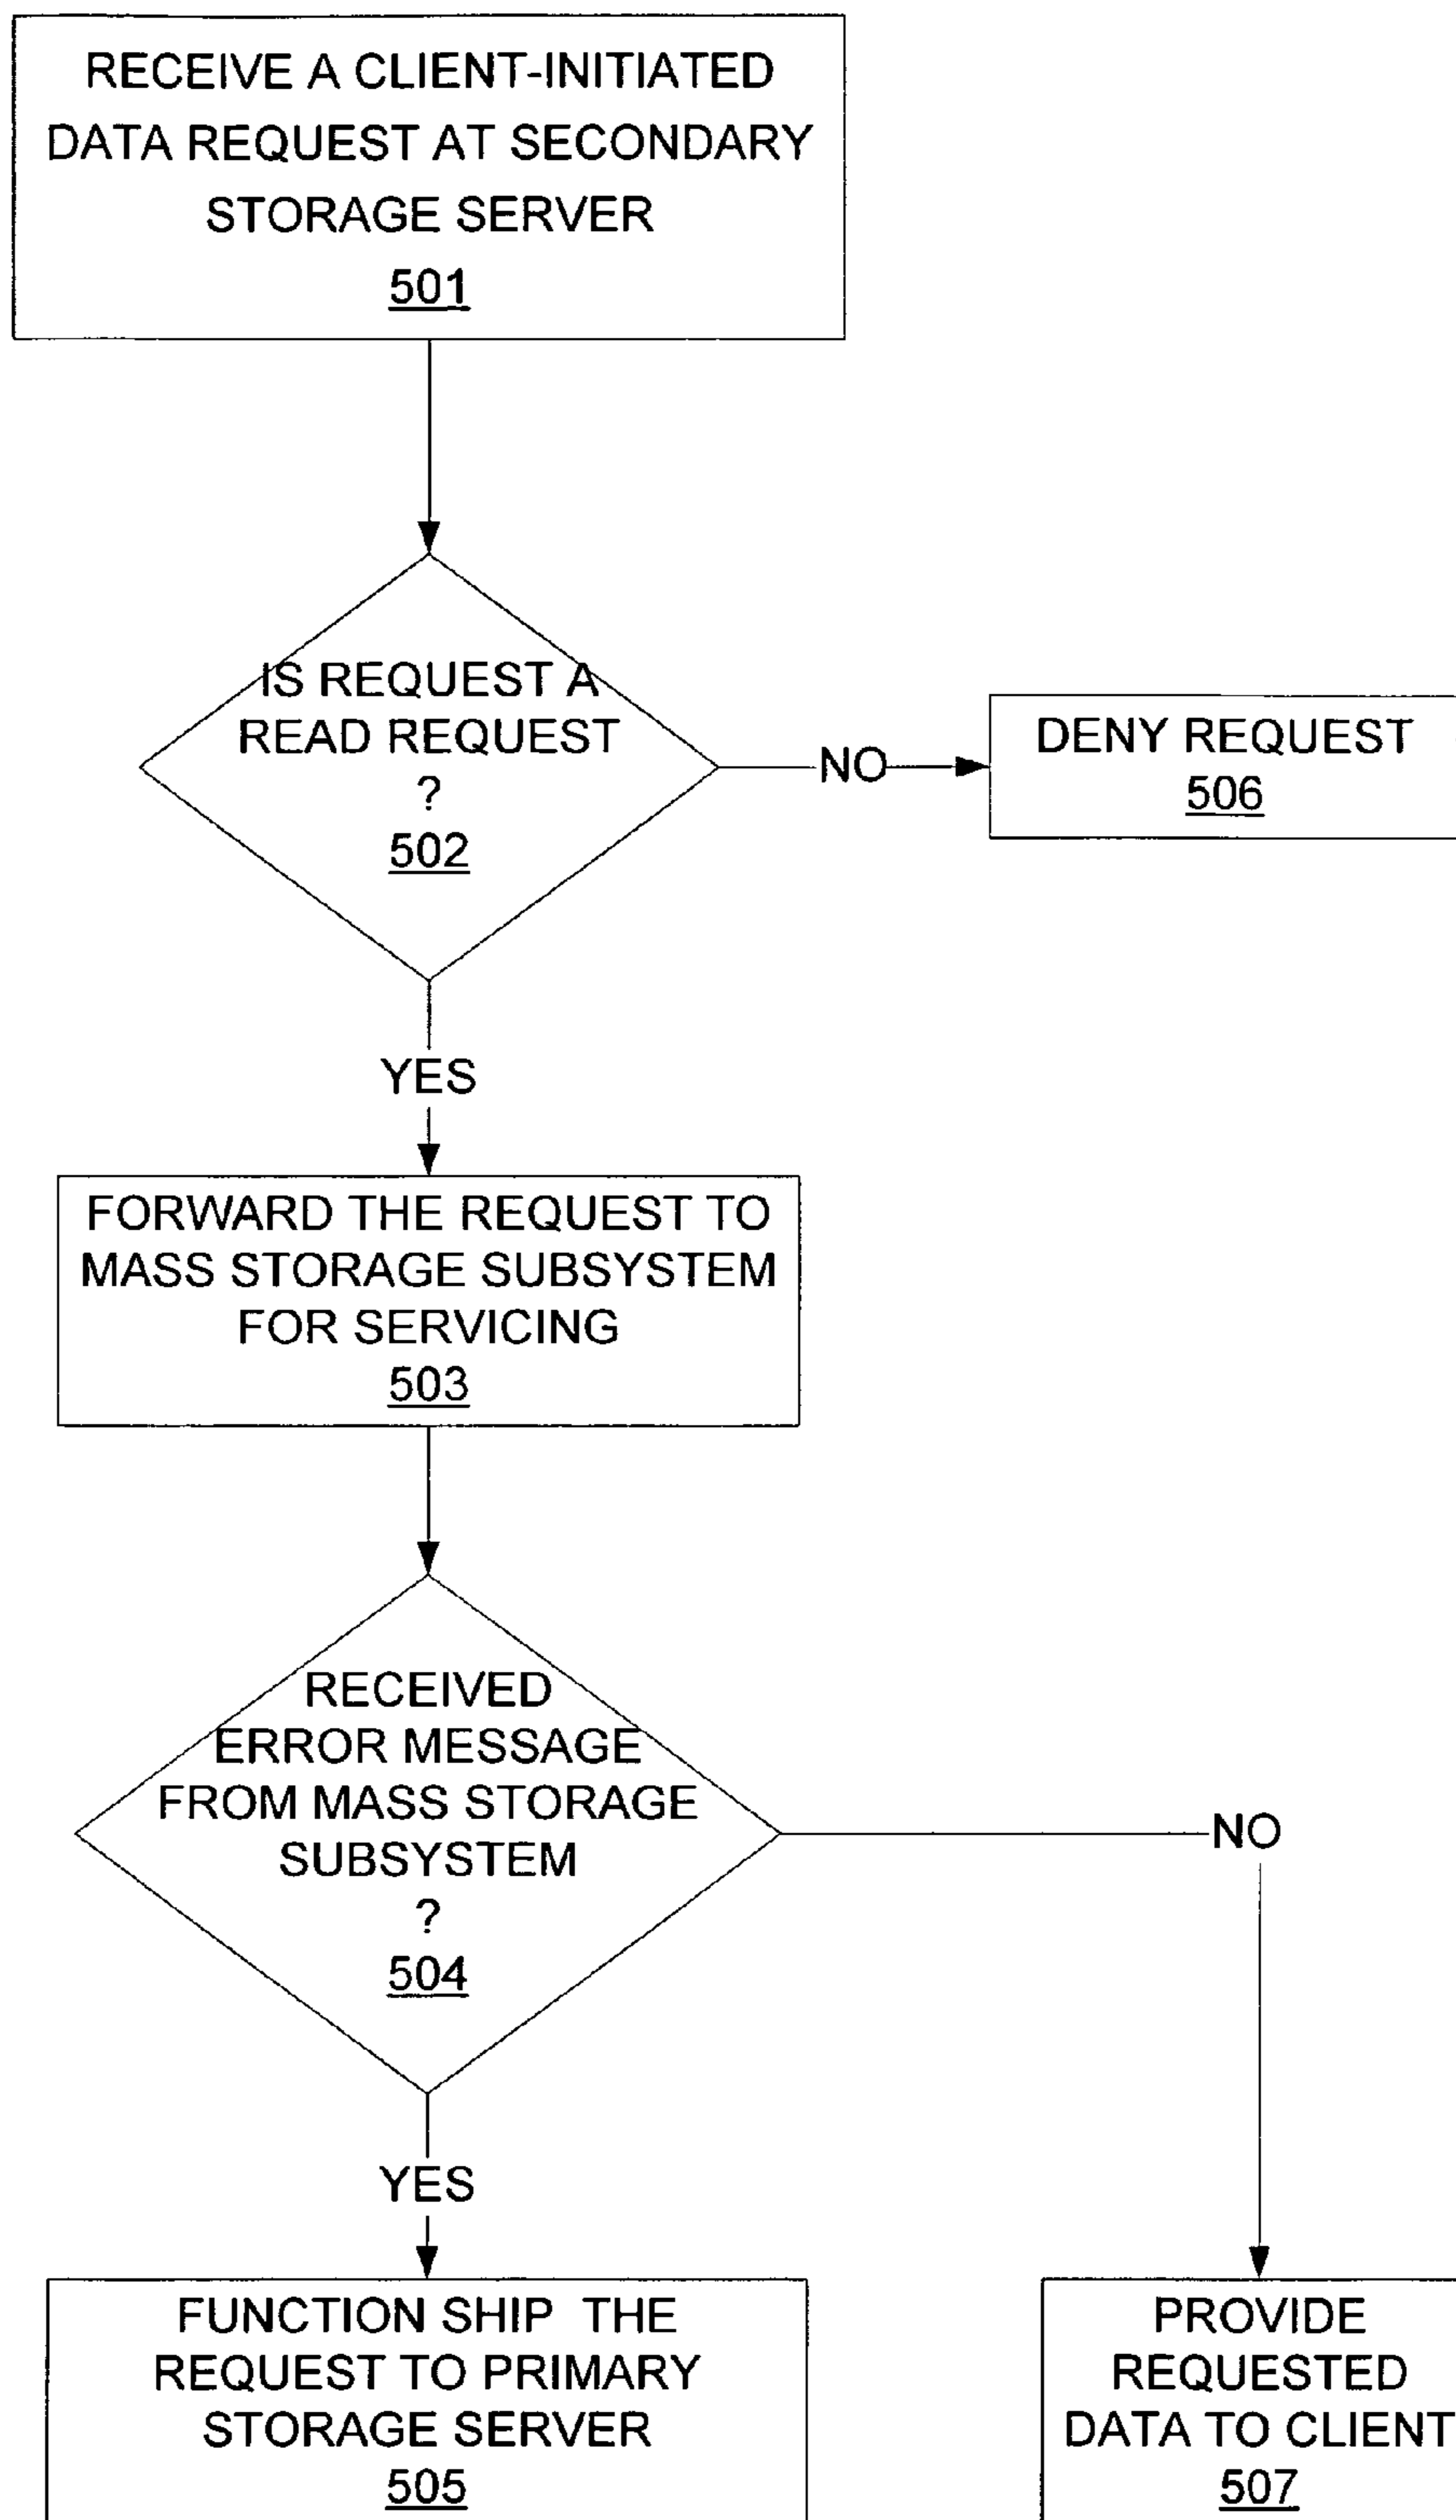 RECEIVE A CLIENT-INITIATED
DATA REQUEST AT SECONDARY
STORAGE SERVER
501
IS REQUEST A
READ REQUEST
?
502
NO
DENY REQUEST
506
YES
FORWARD THE REQUEST TO
MASS STORAGE SUBSYSTEM
FOR SERVICING
503
RECEIVED
ERROR MESSAGE
FROM MASS STORAGE
SUBSYSTEM
?
504
NO
YES
FUNCTION SHIP THE
REQUEST TO PRIMARY
STORAGE SERVER
505
PROVIDE
REQUESTED
DATA TO CLIENT
507